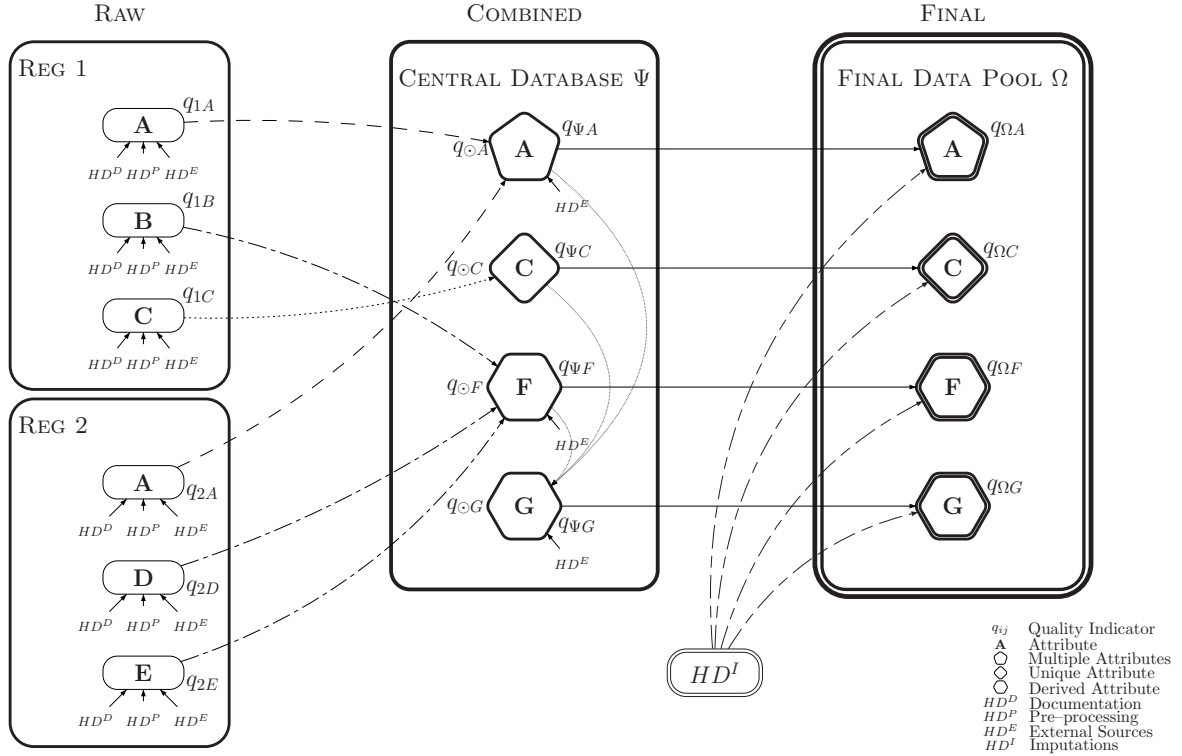 RAW
COMBINED
FINAL
REG 1
q1A
A
HD^D HD^P HD^E
q1B
B
HD^D HD^P HD^E
q1C
C
HD^D HD^P HD^E
REG 2
A
q2A
HD^D HD^P HD^E
D
q2D
HD^D HD^P HD^E
E
q2E
HD^D HD^P HD^E
CENTRAL DATABASE Ψ
qΨA
q⊙A A
HD^E
qΨC
q⊙C C
qΨF
q⊙F F
HD^E
q⊙G G
qΨG
HD^E
FINAL DATA POOL Ω
qΩA
A
qΩC
C
qΩF
F
qΩG
G
HD^I
qij Quality Indicator
A Attribute
Multiple Attributes
Unique Attribute
Derived Attribute
HD^D Documentation
HD^P Pre–processing
HD^E External Sources
HD^I Imputations